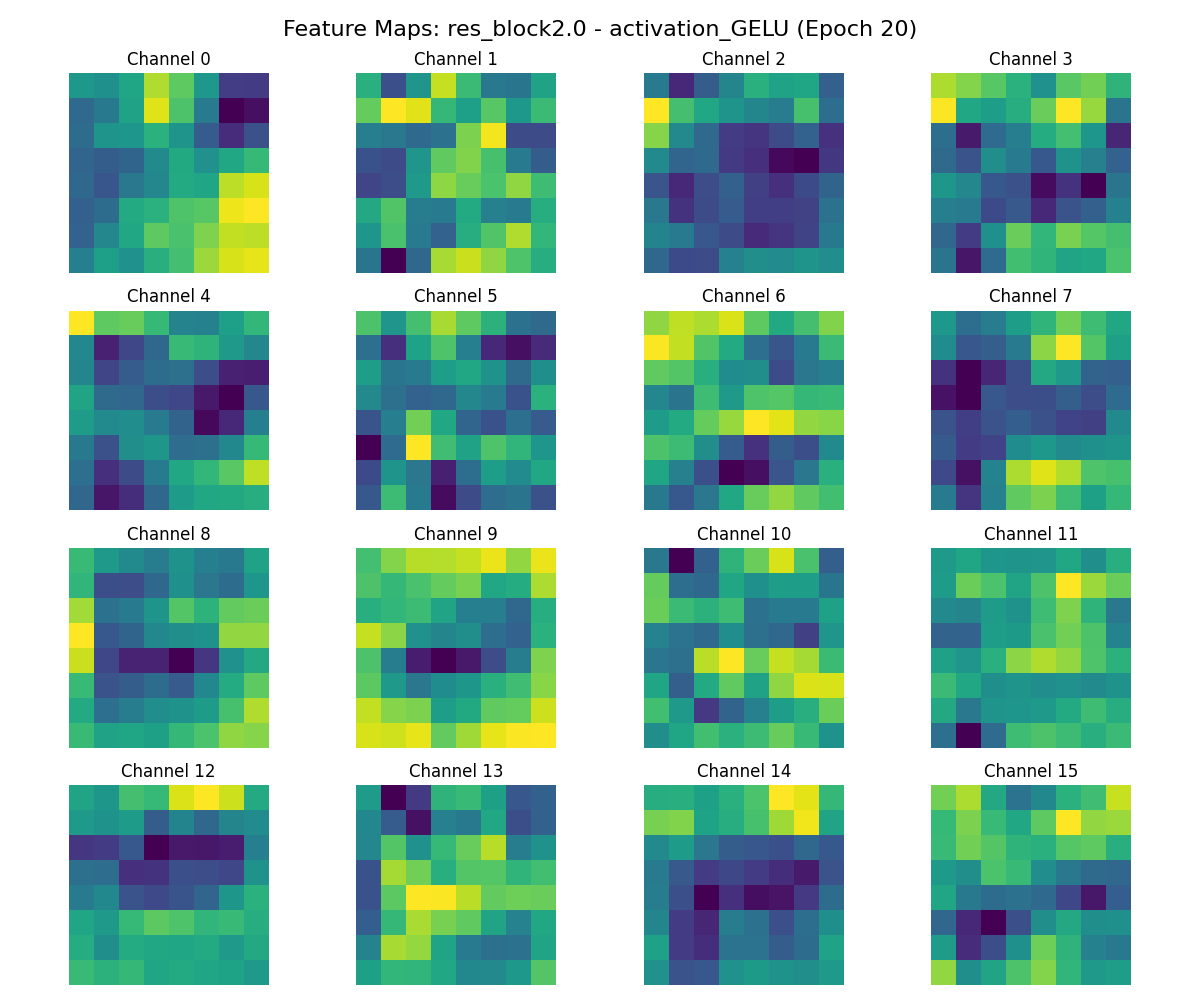 Feature Maps: res_block2.0 - activation_GELU (Epoch 20)
Channel 0
Channel 1
Channel 2
Channel 3
Channel 4
Channel 5
Channel 6
Channel 7
Channel 8
Channel 9
Channel 10
Channel 11
Channel 12
Channel 13
Channel 14
Channel 15